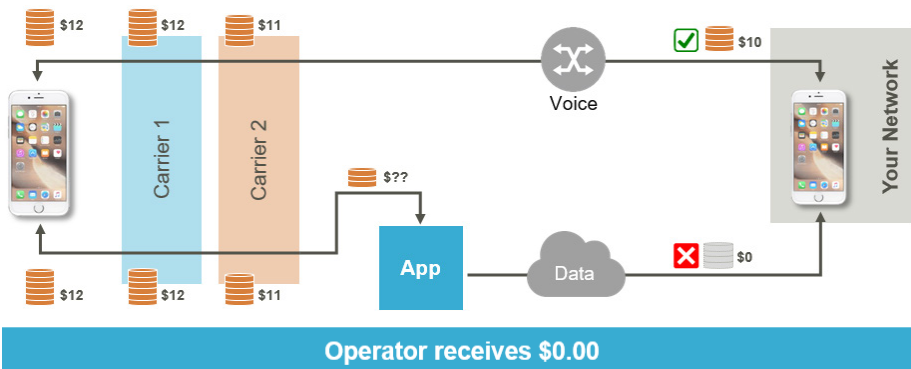 $12
$12
$11
$10
Voice
Carrier 1
Carrier 2
Your Network
$??
App
Data
$0
$12
$12
$11
Operator receives $0.00